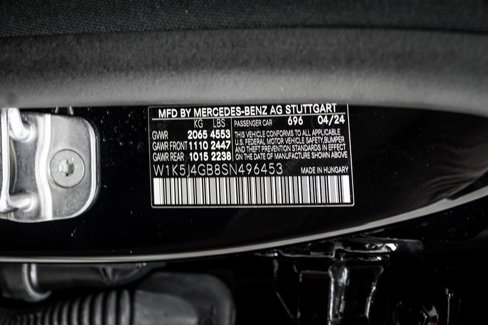 MFD BY MERCEDES-BENZ AG STUTTGART
KG LBS PASSENGER CAR 696 04/24
GVWR 2065 4553 THIS VEHICLE CONFORMS TO ALL APPLICABLE
GAWR FRONT 1110 2447 U.S. FEDERAL MOTOR VEHICLE SAFETY, BUMPER
GAWR REAR 1015 2238 AND THEFT PREVENTION STANDARDS IN EFFECT ON THE DATE OF MANUFACTURE SHOWN ABOVE.
W1K5J4GB8SN496453 MADE IN HUNGARY